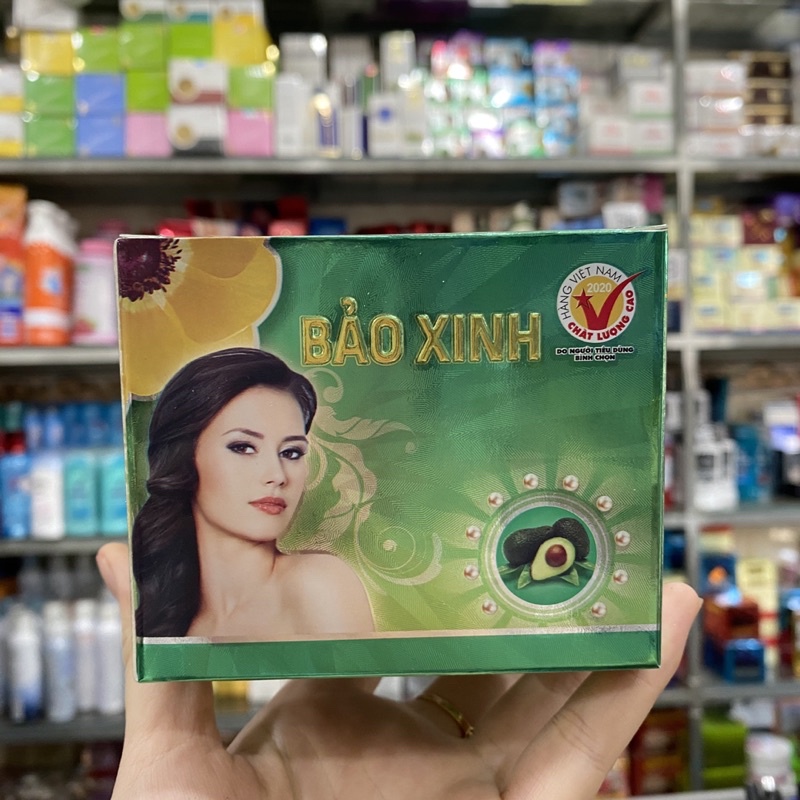 BẢO XINH
HÀNG VIỆT NAM
2020
CHẤT LƯỢNG CAO
DO NGƯỜI TIÊU DÙNG
BÌNH CHỌN